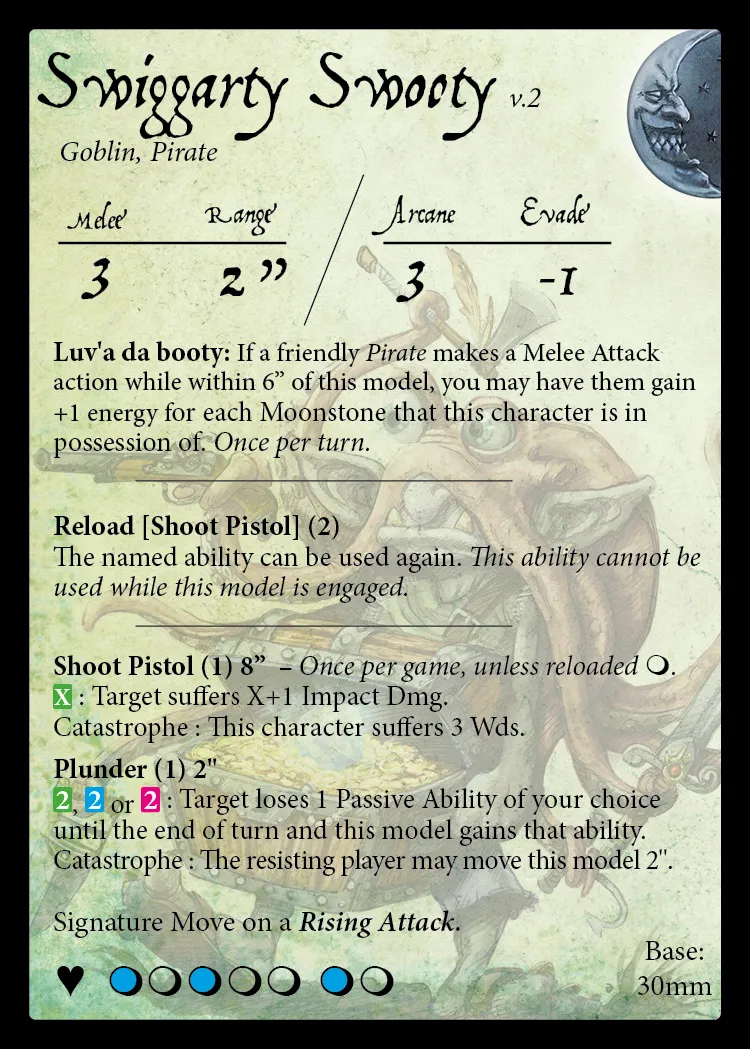 Swiggarty Swooty v.2
Goblin, Pirate
Melee Range Arcane Evade
3 2” 3 -1
Luv'a da booty: If a friendly Pirate makes a Melee Attack
action while within 6” of this model, you may have them gain
+1 energy for each Moonstone that this character is in
possession of. Once per turn.
Reload [Shoot Pistol] (2)
The named ability can be used again. This ability cannot be
used while this model is engaged.
Shoot Pistol (1) 8” – Once per game, unless reloaded ❍.
X : Target suffers X+1 Impact Dmg.
Catastrophe : This character suffers 3 Wds.
Plunder (1) 2"
2, 2 or 2 : Target loses 1 Passive Ability of your choice
until the end of turn and this model gains that ability.
Catastrophe : The resisting player may move this model 2".
Signature Move on a Rising Attack.
Base:
30mm